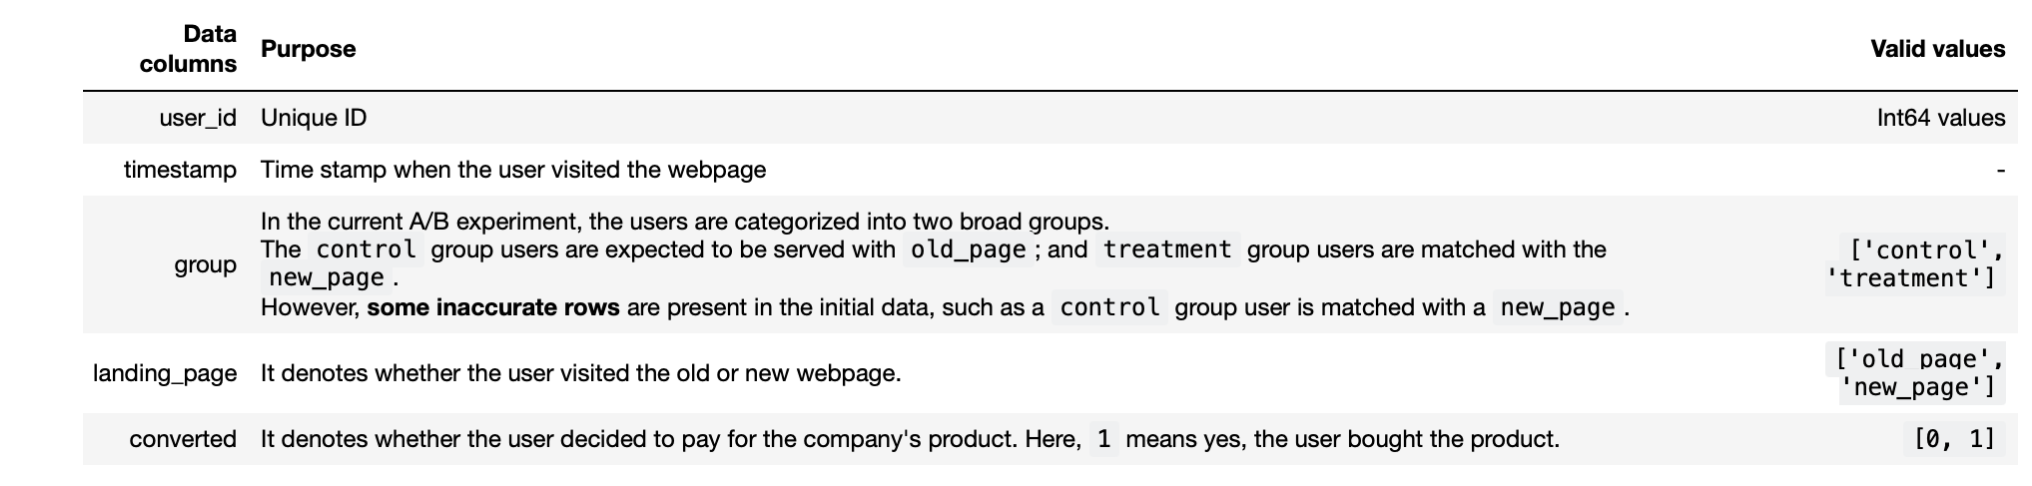 Data columns Purpose Valid values
user_id Unique ID Int64 values
timestamp Time stamp when the user visited the webpage -
group In the current A/B experiment, the users are categorized into two broad groups.
The control group users are expected to be served with old_page ; and treatment group users are matched with the
new_page .
However, some inaccurate rows are present in the initial data, such as a control group user is matched with a new_page .
['control',
'treatment']
landing_page It denotes whether the user visited the old or new webpage. ['old_page',
'new_page']
converted It denotes whether the user decided to pay for the company's product. Here, 1 means yes, the user bought the product. [0, 1]